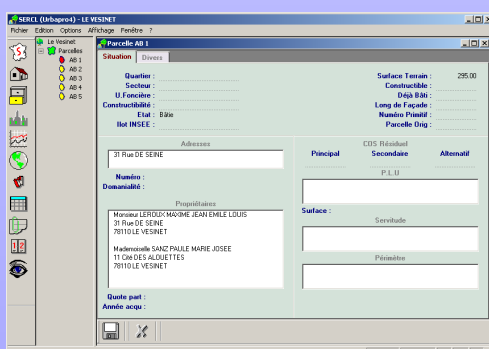 SERCL (Urbapro4) - LE VESINET
Fichier Edition Options Affichage Fenêtre ?
Le Vesinet
Parcelles
AB 1
AB 2
AB 3
AB 4
AB 5
Parcelle AB 1
Situation Divers
Quartier :
Secteur :
U.Foncière :
Constructibilité :
Etat : Bâtie
Ilot INSEE :
Surface Terrain : 295.00
Constructible :
Déjà Bâti :
Long de Façade :
Numéro Primitif :
Parcelle Orig :
Adresses
31 Rue DE SEINE
Numéro :
Domanialité :
Propriétaires
Monsieur LEROUX MAXIME JEAN EMILE LOUIS
31 Rue DE SEINE
78110 LE VESINET
Mademoiselle SANZ PAULE MARIE JOSEE
11 Cité DES ALOUETTES
78110 LE VESINET
Quote part :
Année acqu :
COS Résiduel
Principal Secondaire Alternatif
P.L.U
Surface :
Servitude
Périmètre